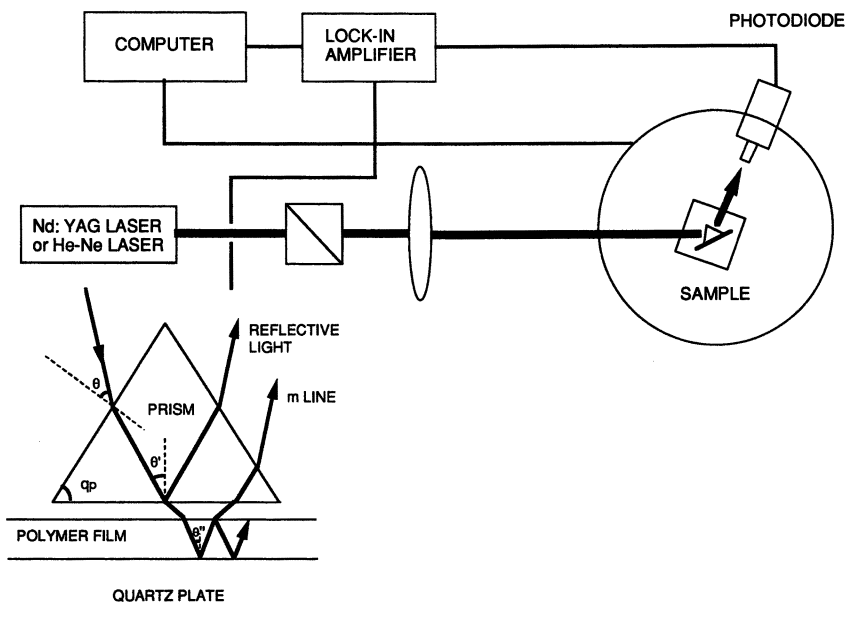 PHOTODIODE
COMPUTER
LOCK-IN
AMPLIFIER
Nd: YAG LASER
or He-Ne LASER
SAMPLE
REFLECTIVE
LIGHT
m LINE
θ
PRISM
θ'
qp
θ"
POLYMER FILM
QUARTZ PLATE